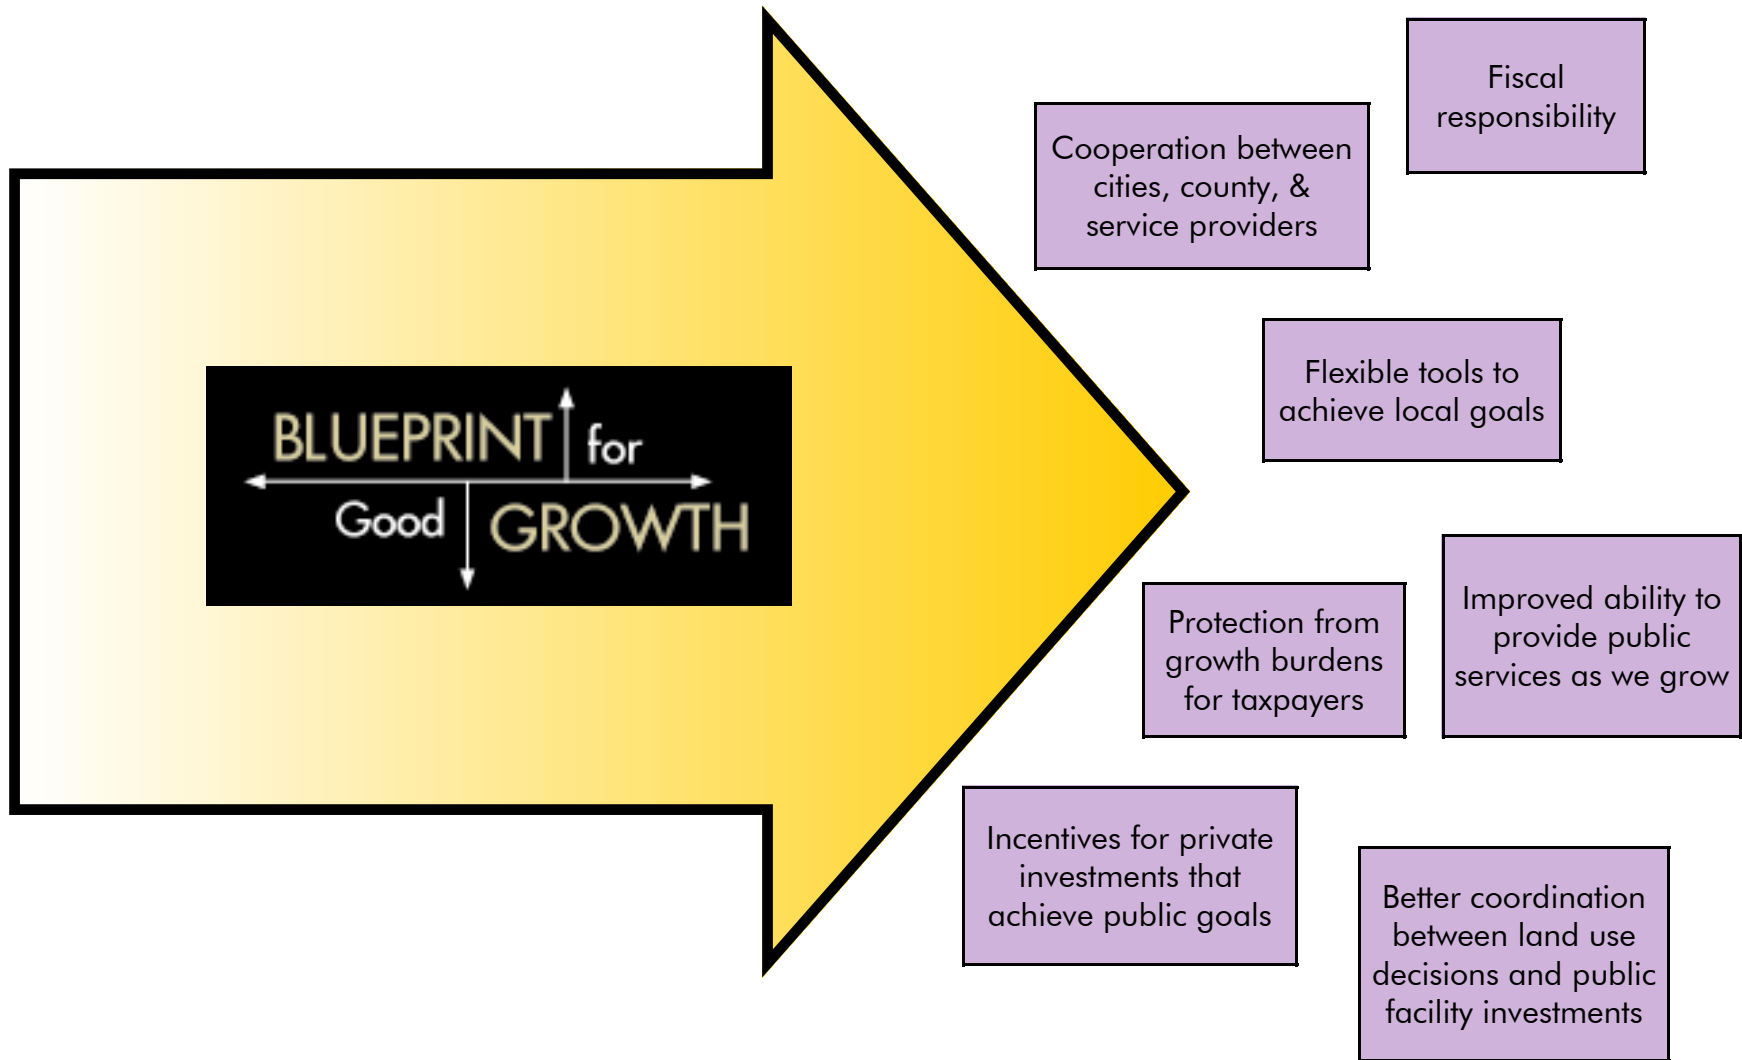 BLUEPRINT for
Good GROWTH
Fiscal
responsibility
Cooperation between
cities, county, &
service providers
Flexible tools to
achieve local goals
Protection from
growth burdens
for taxpayers
Improved ability to
provide public
services as we grow
Incentives for private
investments that
achieve public goals
Better coordination
between land use
decisions and public
facility investments